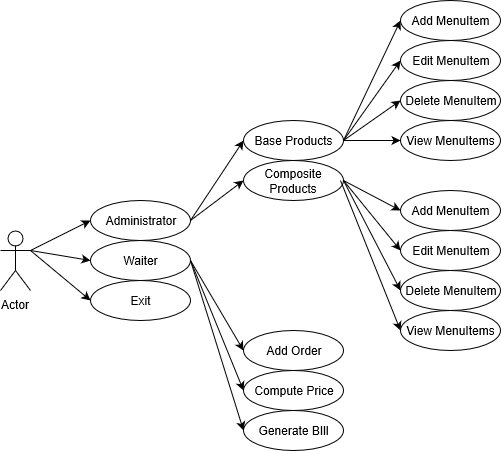 Add MenuItem
Edit MenuItem
Delete MenuItem
View MenuItems
Base Products
Composite
Products
Add MenuItem
Edit MenuItem
Delete MenuItem
View MenuItems
Administrator
Waiter
Exit
Actor
Add Order
Compute Price
Generate BIll